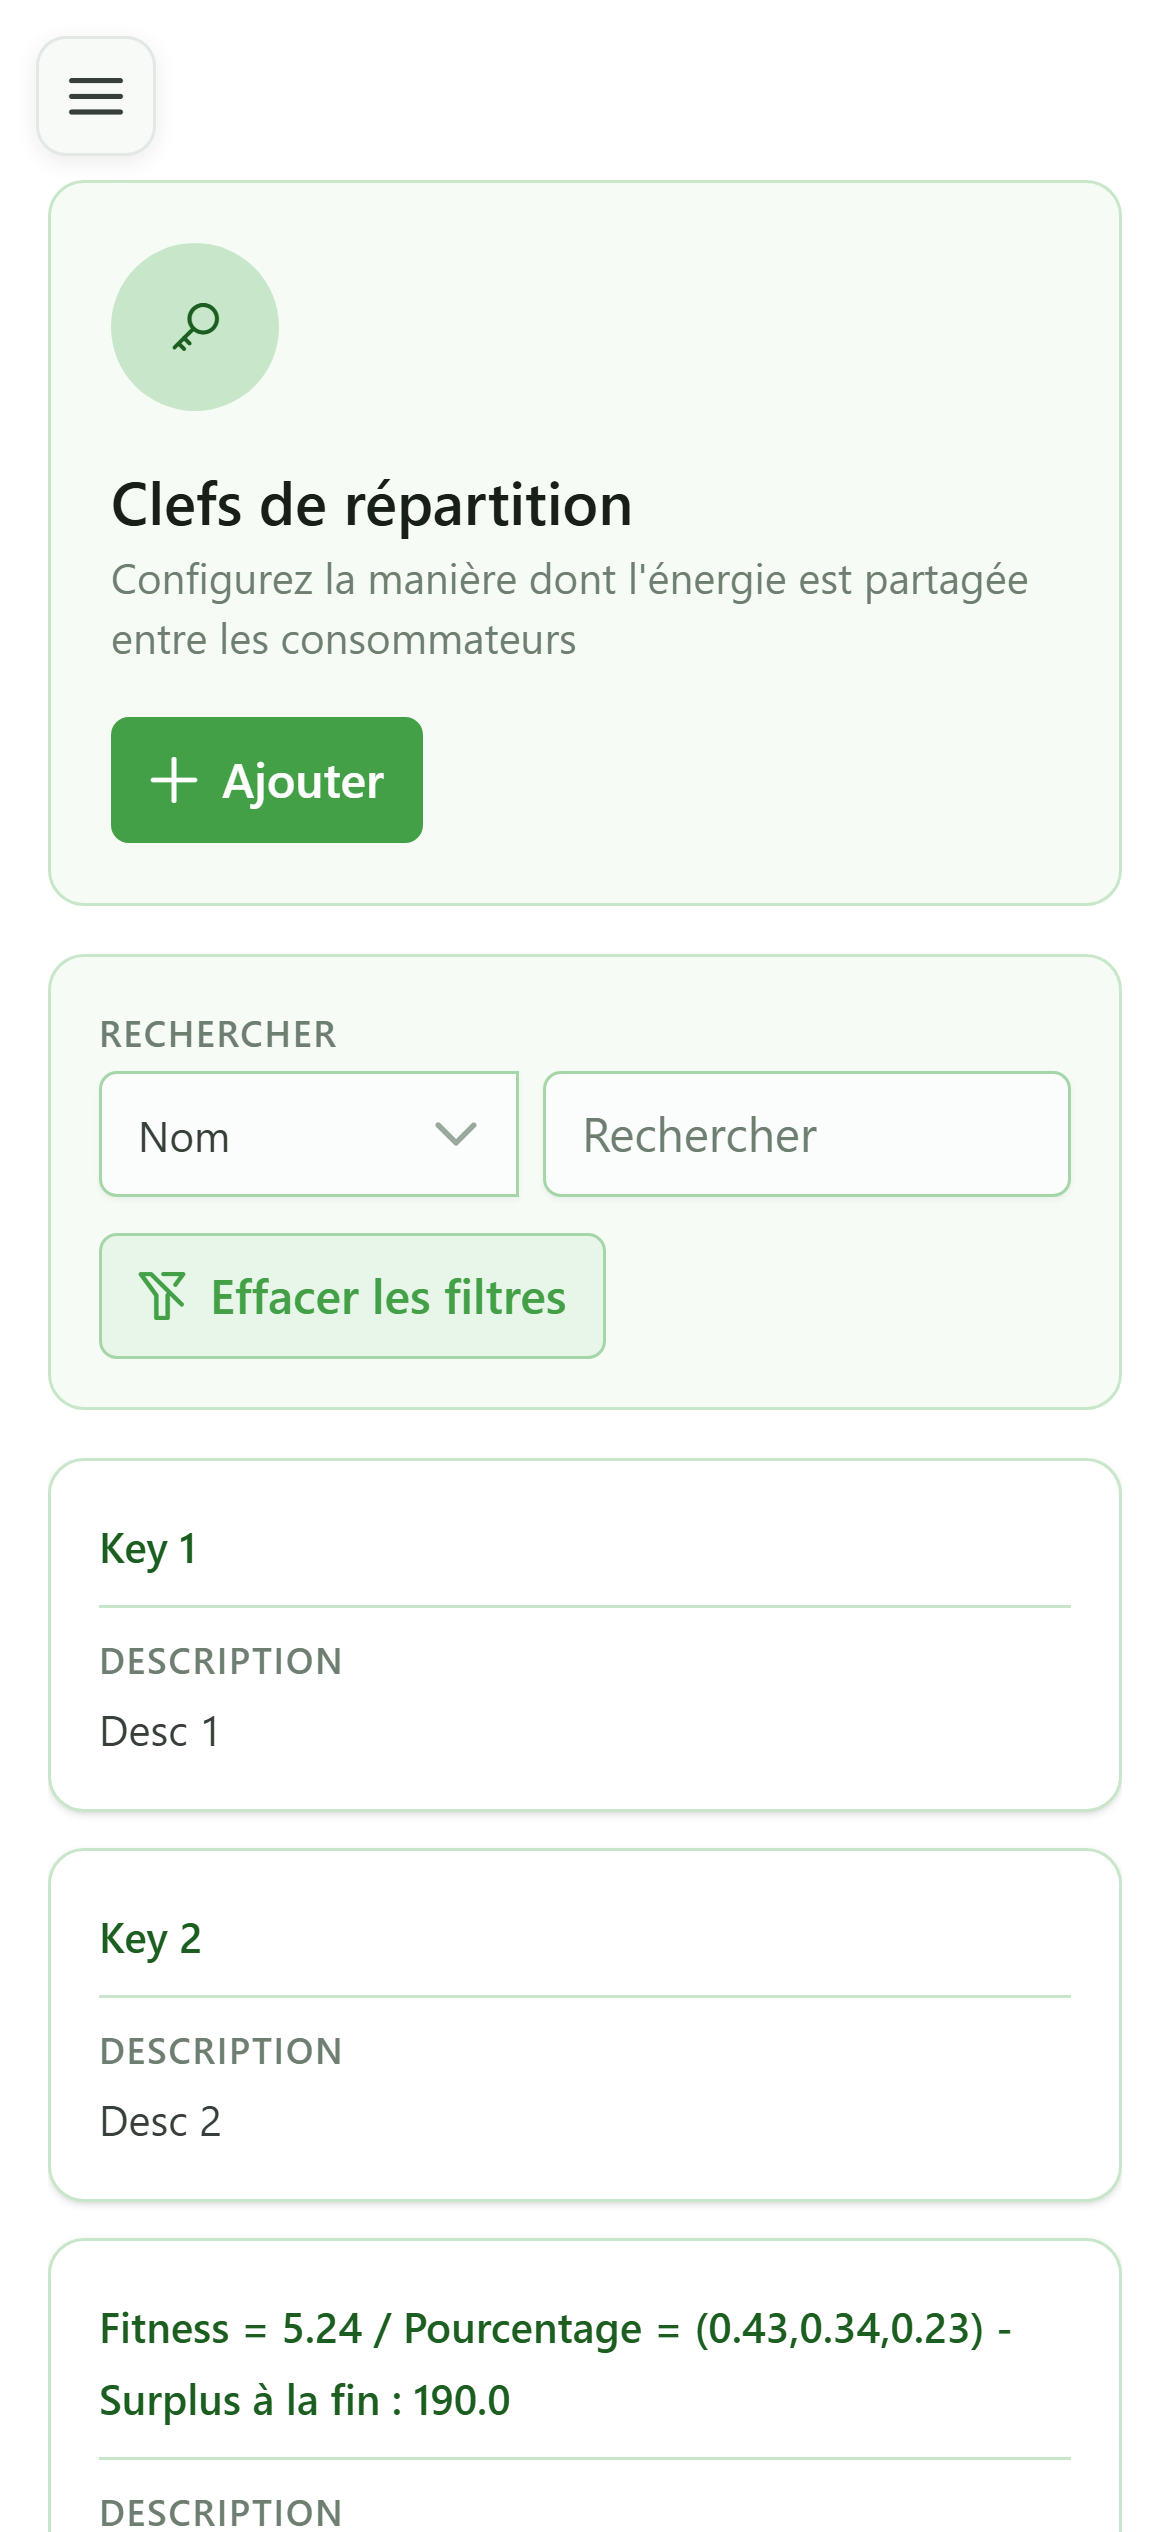 Clefs de répartition
Configurez la manière dont l'énergie est partagée
entre les consommateurs
Ajouter
RECHERCHER
Nom
Rechercher
Effacer les filtres
Key 1
DESCRIPTION
Desc 1
Key 2
DESCRIPTION
Desc 2
Fitness = 5.24 / Pourcentage = (0.43,0.34,0.23) -
Surplus à la fin : 190.0
DESCRIPTION